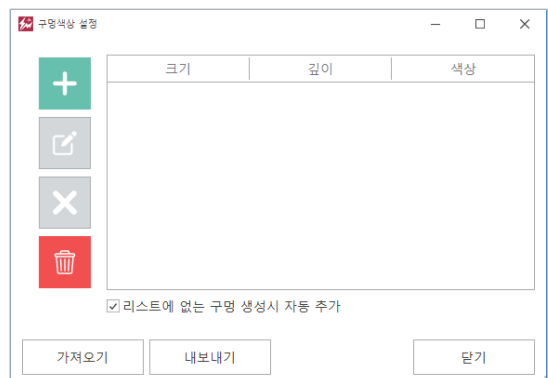 구멍색상 설정
크기 깊이 색상
리스트에 없는 구멍 생성시 자동 추가
가져오기 내보내기 닫기